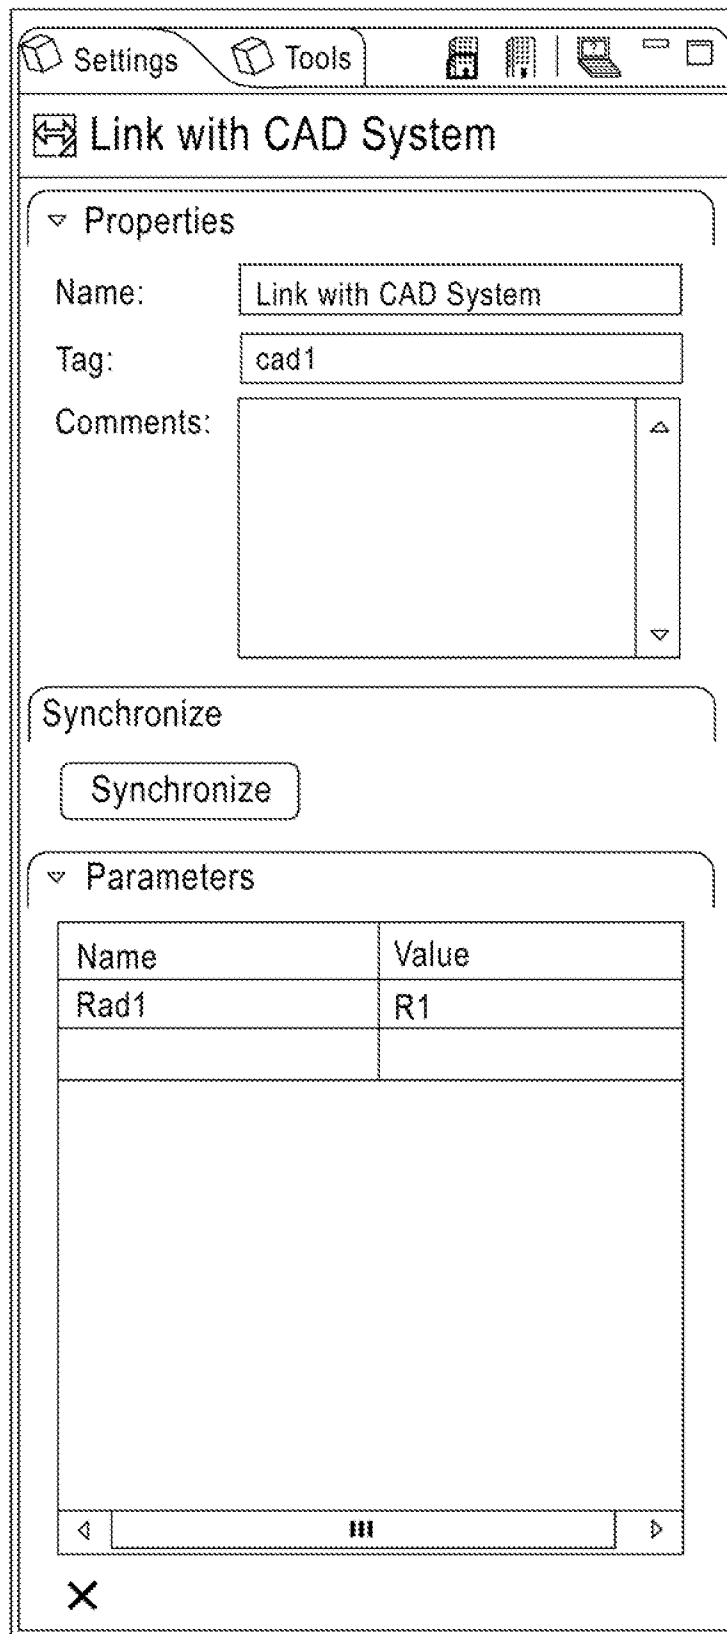 Settings Tools
Link with CAD System
Properties
Name: Link with CAD System
Tag: cad1
Comments:
Synchronize
Synchronize
Parameters
Name Value
Rad1 R1